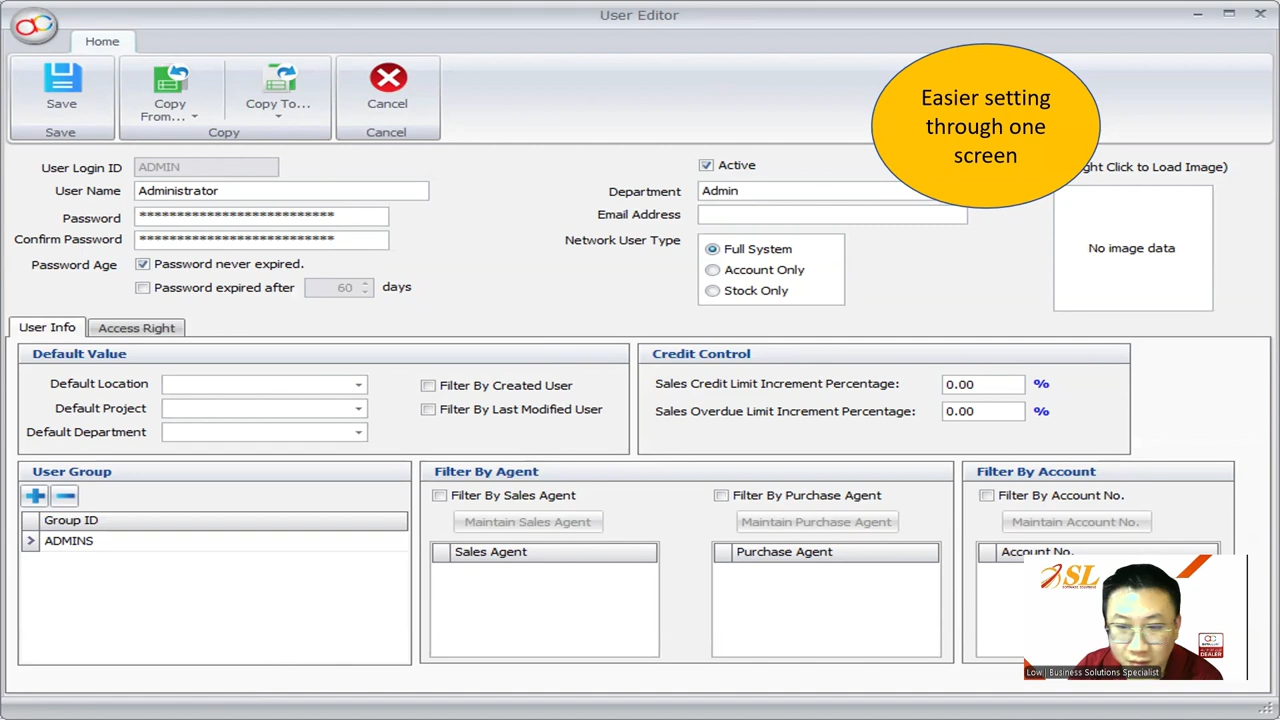 User Editor
Home
Save
Copy From...
Copy To...
Cancel
Save
Copy
Cancel
Easier setting
through one
screen
User Login ID
ADMIN
User Name
Administrator
Password
***************************
Confirm Password
***************************
Password Age
Password never expired.
Password expired after
60
days
Active
Department
Admin
Email Address
Network User Type
Full System
Account Only
Stock Only
ght Click to Load Image)
No image data
User Info
Access Right
Default Value
Default Location
Default Project
Default Department
Filter By Created User
Filter By Last Modified User
Credit Control
Sales Credit Limit Increment Percentage:
0.00
%
Sales Overdue Limit Increment Percentage:
0.00
%
User Group
Group ID
ADMINS
Filter By Agent
Filter By Sales Agent
Maintain Sales Agent
Sales Agent
Filter By Purchase Agent
Maintain Purchase Agent
Purchase Agent
Filter By Account
Filter By Account No.
Maintain Account No.
Account No.
SL
DEALER
Low | Business Solutions Specialist